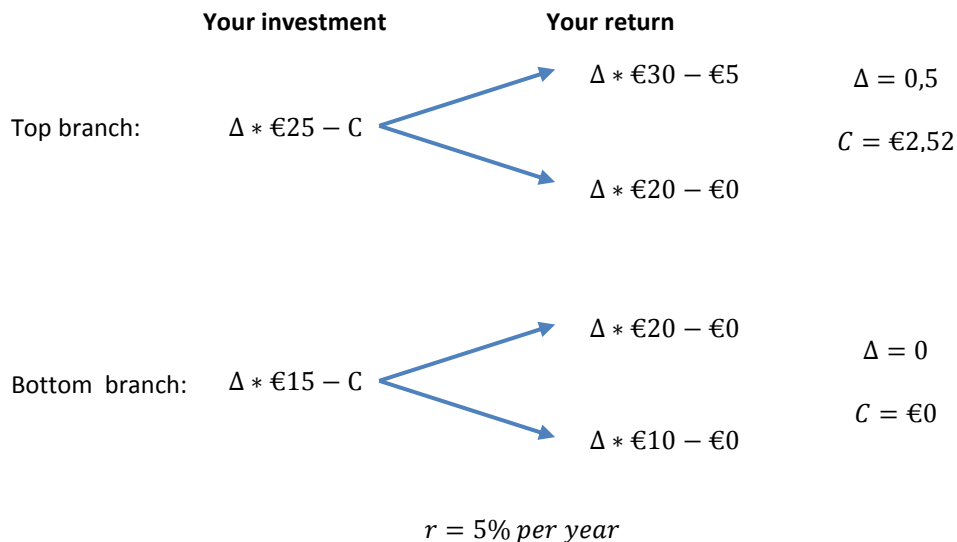 Your investment Your return
Δ ∗ €30 − €5 Δ = 0,5
Top branch: Δ ∗ €25 − C
C = €2,52
Δ ∗ €20 − €0
Δ ∗ €20 − €0
Δ = 0
Bottom branch: Δ ∗ €15 − C
C = €0
Δ ∗ €10 − €0
r = 5% per year